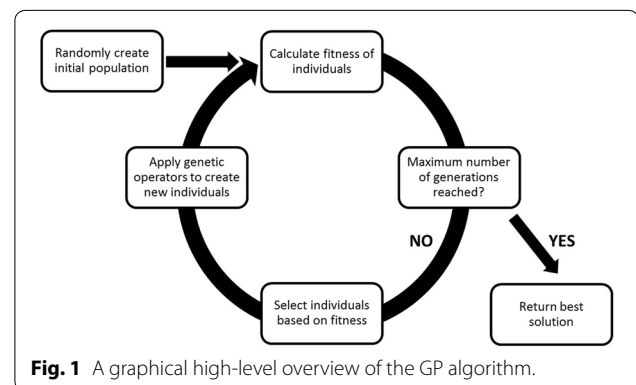 Randomly create
initial population
Calculate fitness of
individuals
Apply genetic
operators to create
new individuals
Maximum number
of generations
reached?
NO
YES
Select individuals
based on fitness
Return best
solution
Fig. 1 A graphical high-level overview of the GP algorithm.